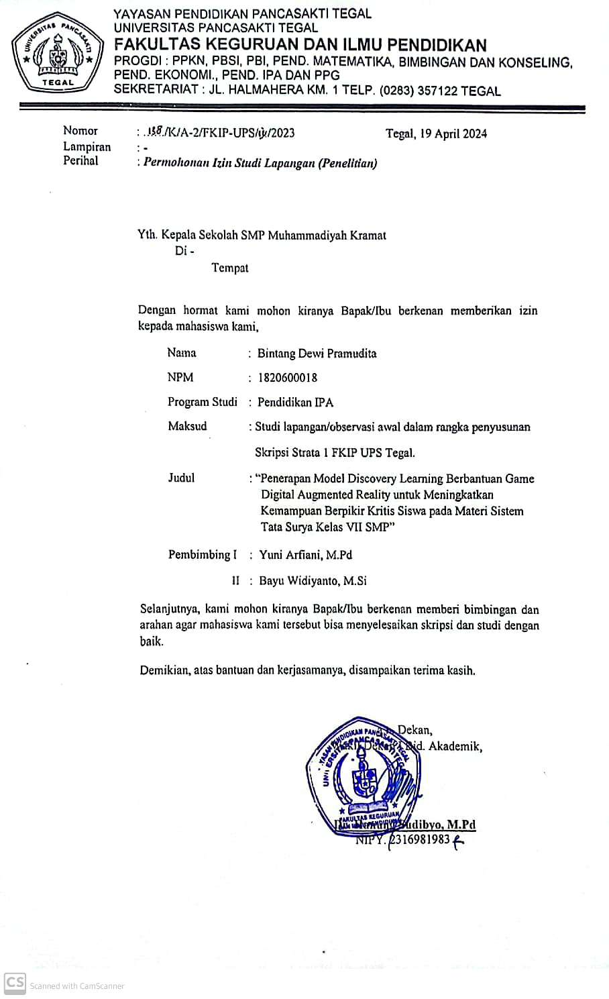 YAYASAN PENDIDIKAN PANCASAKTI TEGAL
UNIVERSITAS PANCASAKTI TEGAL
FAKULTAS KEGURUAN DAN ILMU PENDIDIKAN
PROGDI : PPKN, PBSI, PBI, PEND. MATEMATIKA, BIMBINGAN DAN KONSELING,
PEND. EKONOMI., PEND. IPA DAN PPG
SEKRETARIAT : JL. HALMAHERA KM. 1 TELP. (0283) 357122 TEGAL
UNIVERSITAS PANCASAKTI
TEGAL
Nomor : .138./K/A-2/FKIP-UPS/ /2023 Tegal, 19 April 2024
Lampiran : -
Perihal : Permohonan Izin Studi Lapangan (Penelitian)
Yth. Kepala Sekolah SMP Muhammadiyah Kramat
Di -
Tempat
Dengan hormat kami mohon kiranya Bapak/Ibu berkenan memberikan izin
kepada mahasiswa kami,
Nama : Bintang Dewi Pramudita
NPM : 1820600018
Program Studi : Pendidikan IPA
Maksud : Studi lapangan/observasi awal dalam rangka penyusunan
Skripsi Strata 1 FKIP UPS Tegal.
Judul : “Penerapan Model Discovery Learning Berbantuan Game
Digital Augmented Reality untuk Meningkatkan
Kemampuan Berpikir Kritis Siswa pada Materi Sistem
Tata Surya Kelas VII SMP”
Pembimbing I : Yuni Arfiani, M.Pd
II : Bayu Widiyanto, M.Si
Selanjutnya, kami mohon kiranya Bapak/Ibu berkenan memberi bimbingan dan
arahan agar mahasiswa kami tersebut bisa menyelesaikan skripsi dan studi dengan
baik.
Demikian, atas bantuan dan kerjasamanya, disampaikan terima kasih.
Dekan,
Bid. Akademik,
YASAN PENDIDIKAN PANCASAKTI TEGAL
FAKULTAS KEGURUAN
Sudibyo, M.Pd
NIPY. 2316981983
CS Scanned with CamScanner